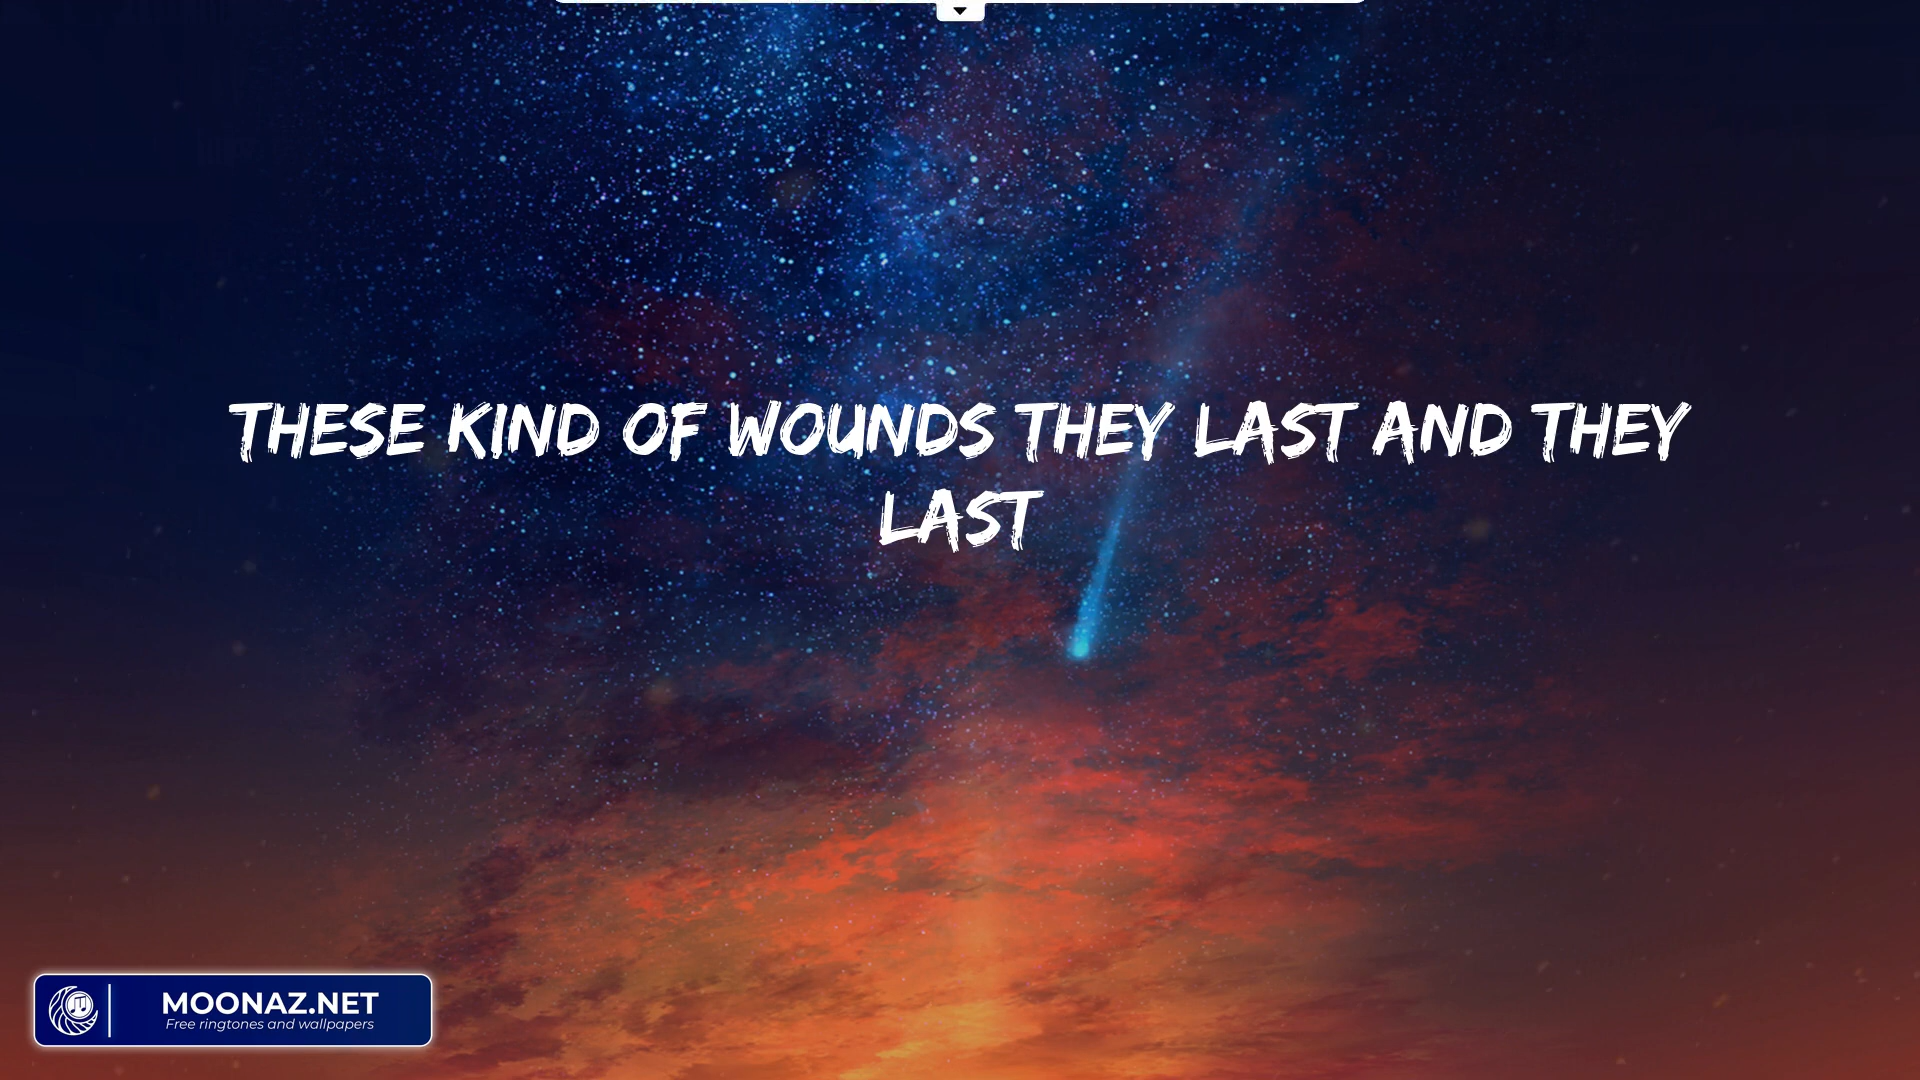 THESE KIND OF WOUNDS THEY LAST AND THEY
LAST
MOONAZ.NET
Free ringtones and wallpapers